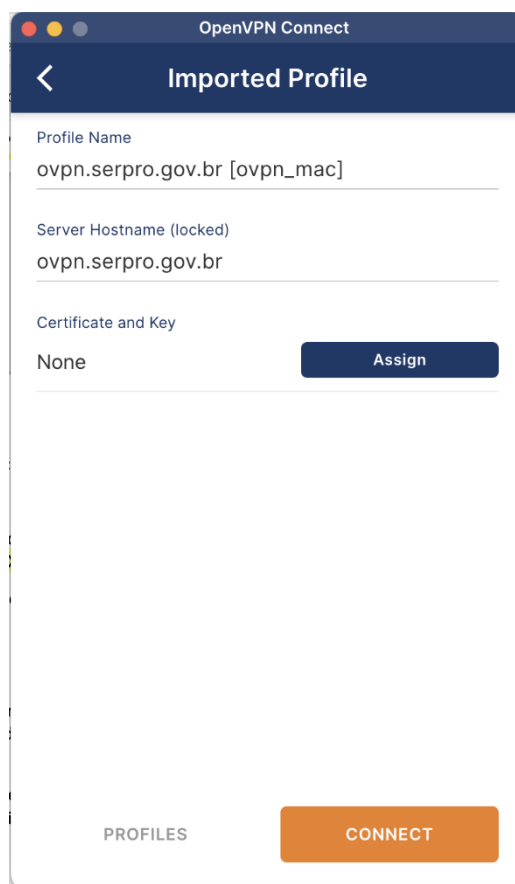 OpenVPN Connect
Imported Profile
Profile Name
ovpn.serpro.gov.br [ovpn_mac]
Server Hostname (locked)
ovpn.serpro.gov.br
Certificate and Key
None
Assign
PROFILES
CONNECT